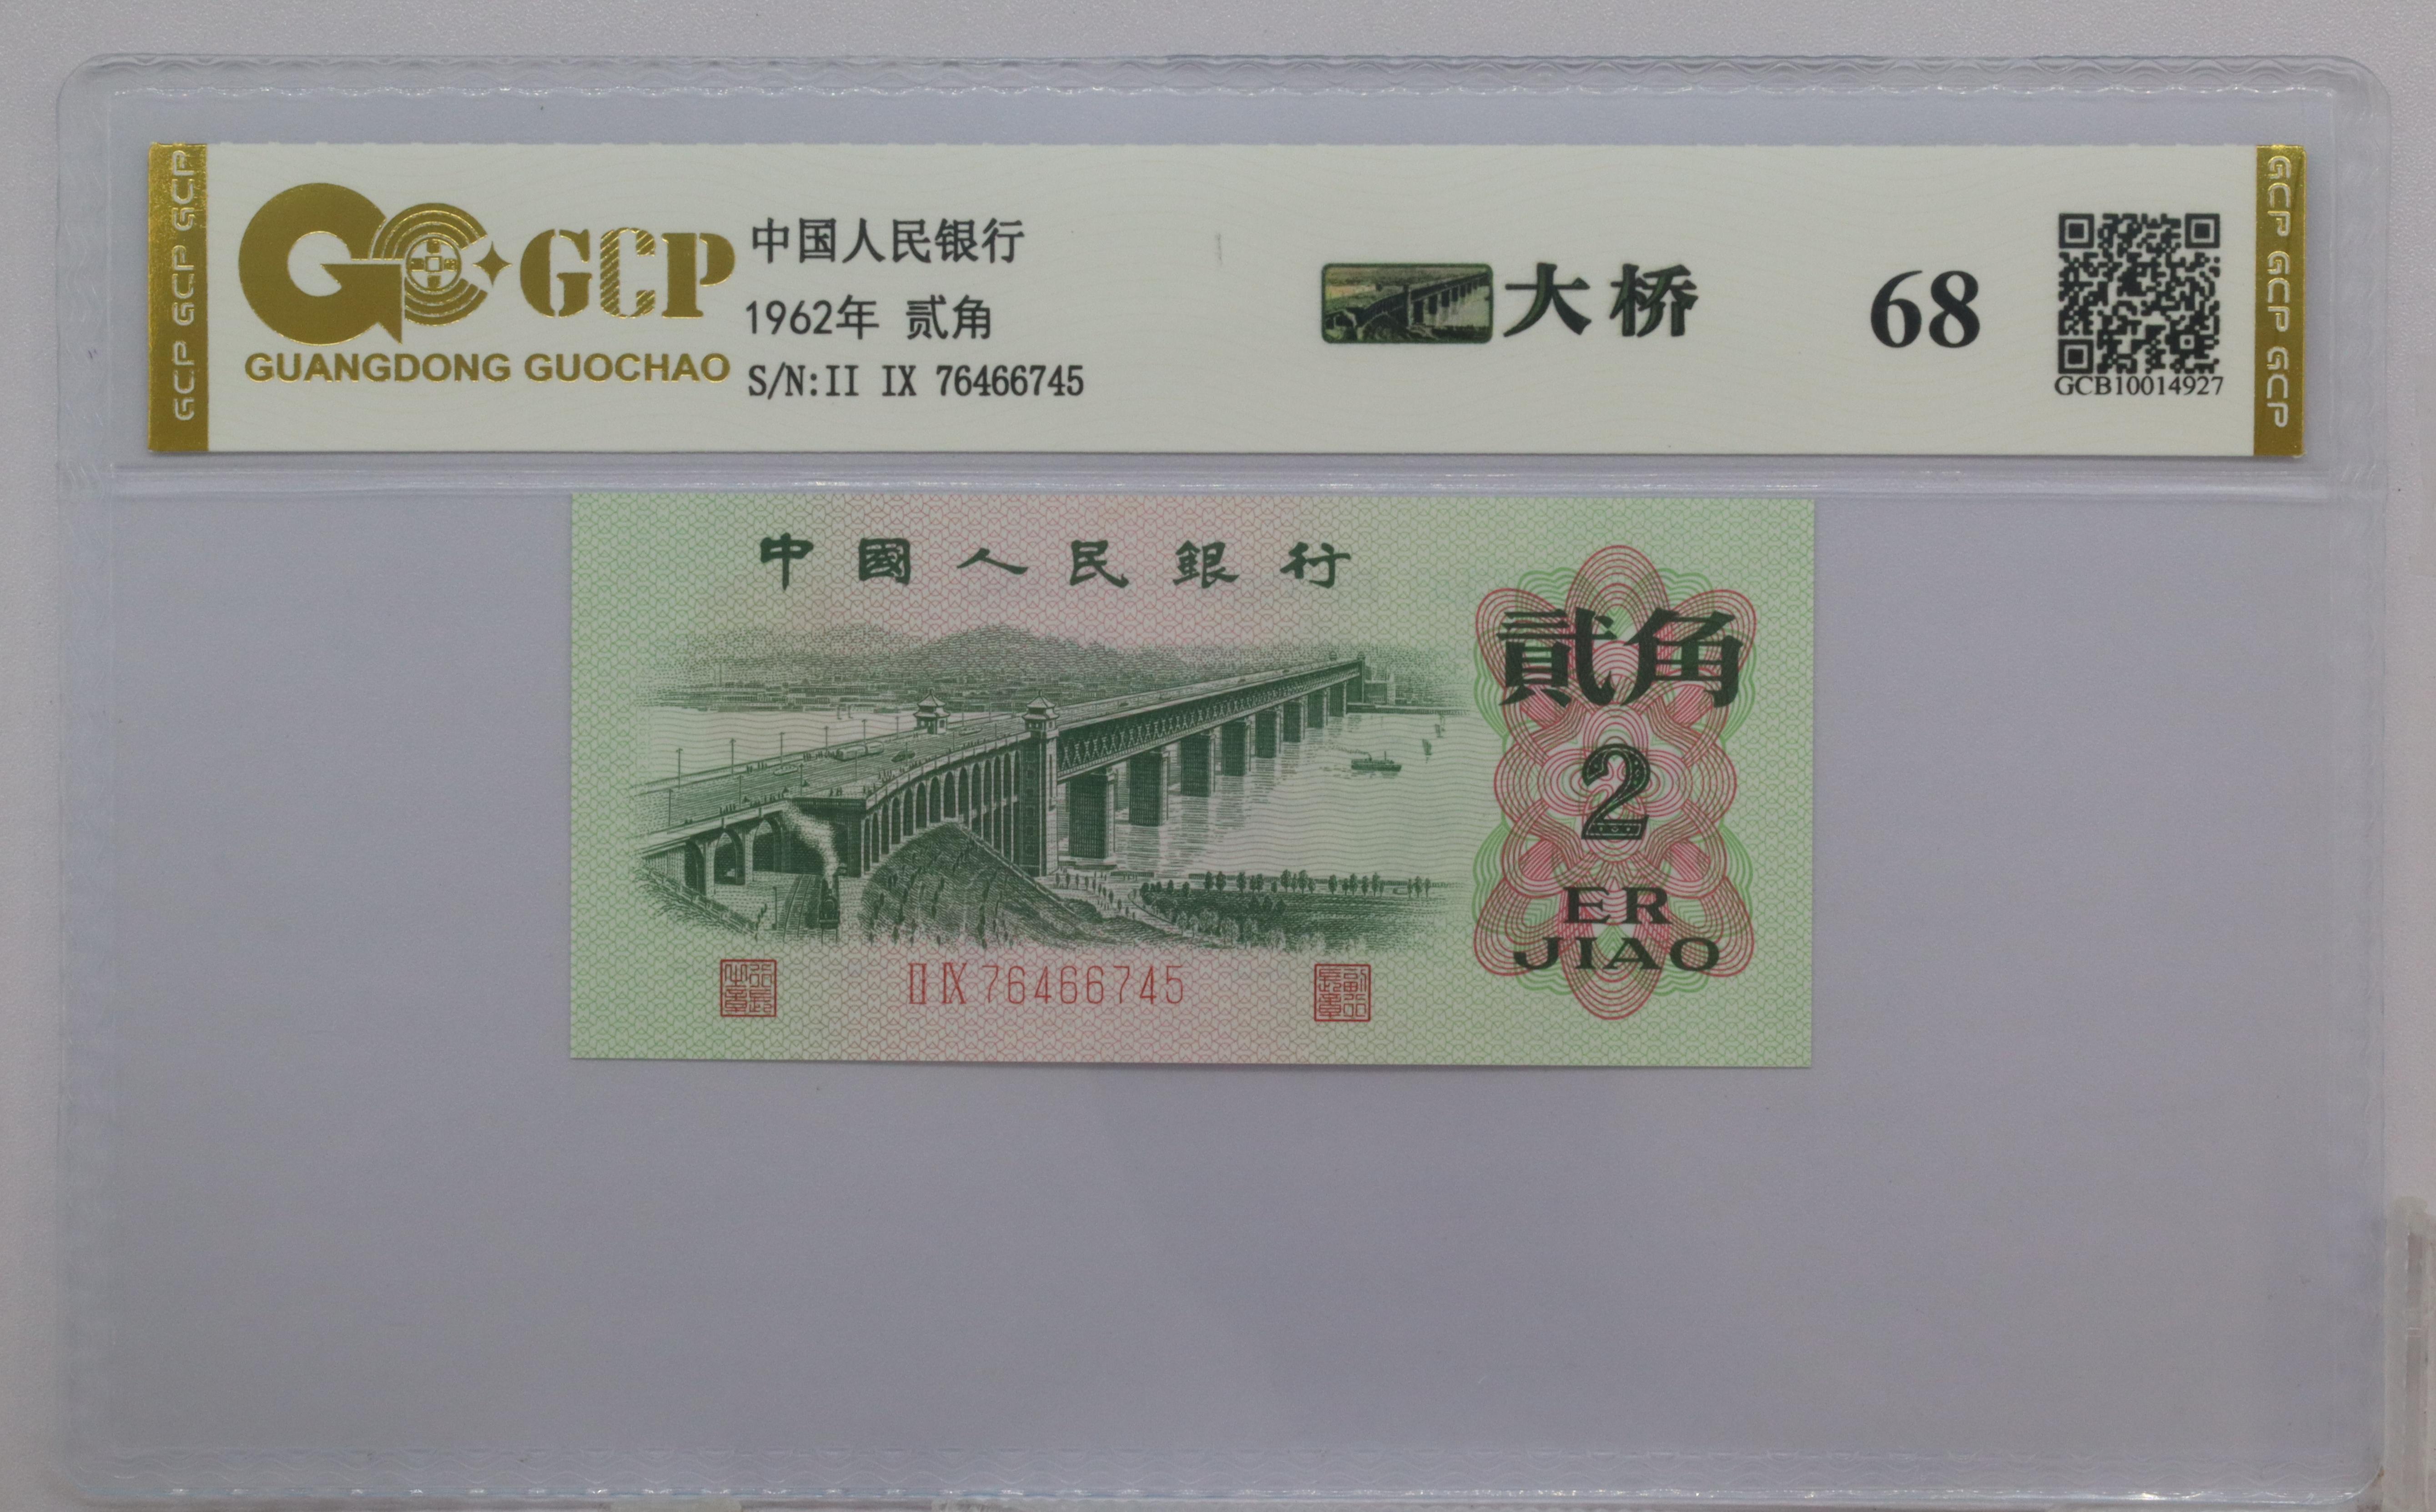 GCP GCP GCP
GCP
GUANGDONG GUOCHAO
中国人民银行
1962年 贰角
S/N:II IX 76466745
大桥
68
GCB10014927
GCP GCP GCP
中國人民銀行
貳角
2
ER
JIAO
II IX 76466745